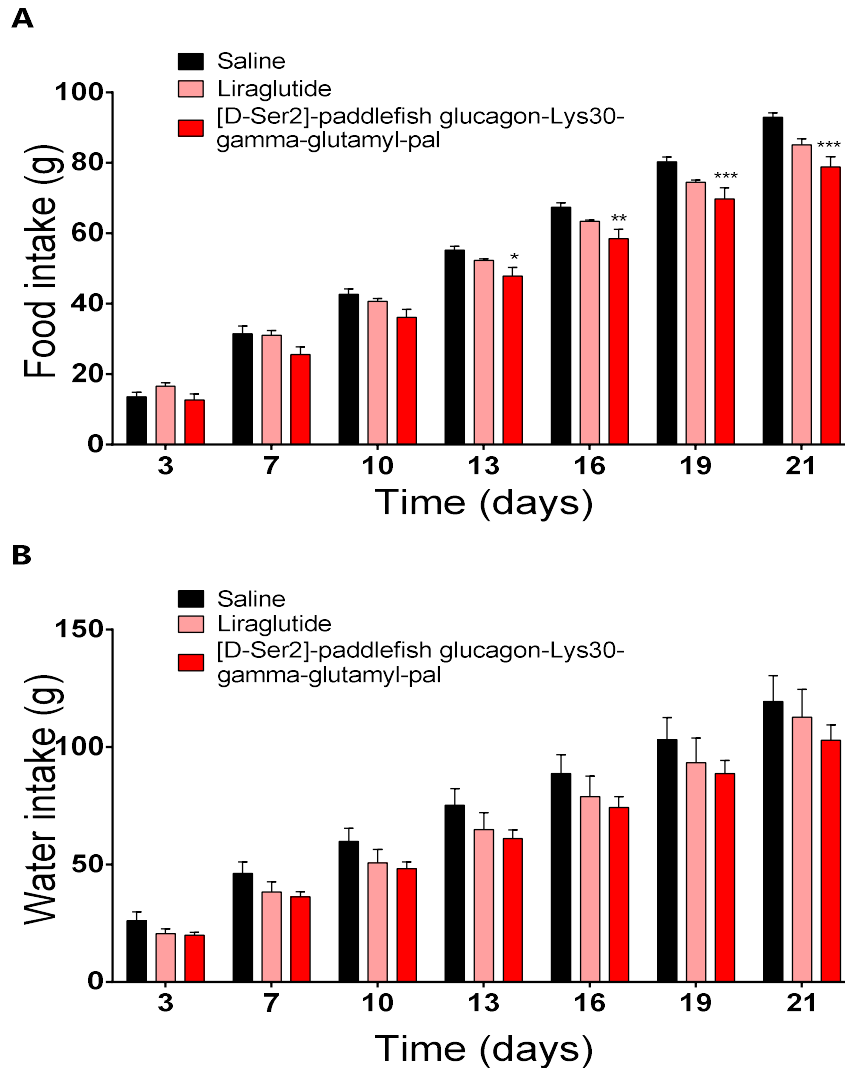 A
Saline
Liraglutide
[D-Ser2]-paddlefish glucagon-Lys30-
gamma-glutamyl-pal
Food intake (g)
100
80
60
40
20
0
*
**
***
***
3 7 10 13 16 19 21
Time (days)
B
Saline
Liraglutide
[D-Ser2]-paddlefish glucagon-Lys30-
gamma-glutamyl-pal
Water intake (g)
150
100
50
0
3 7 10 13 16 19 21
Time (days)